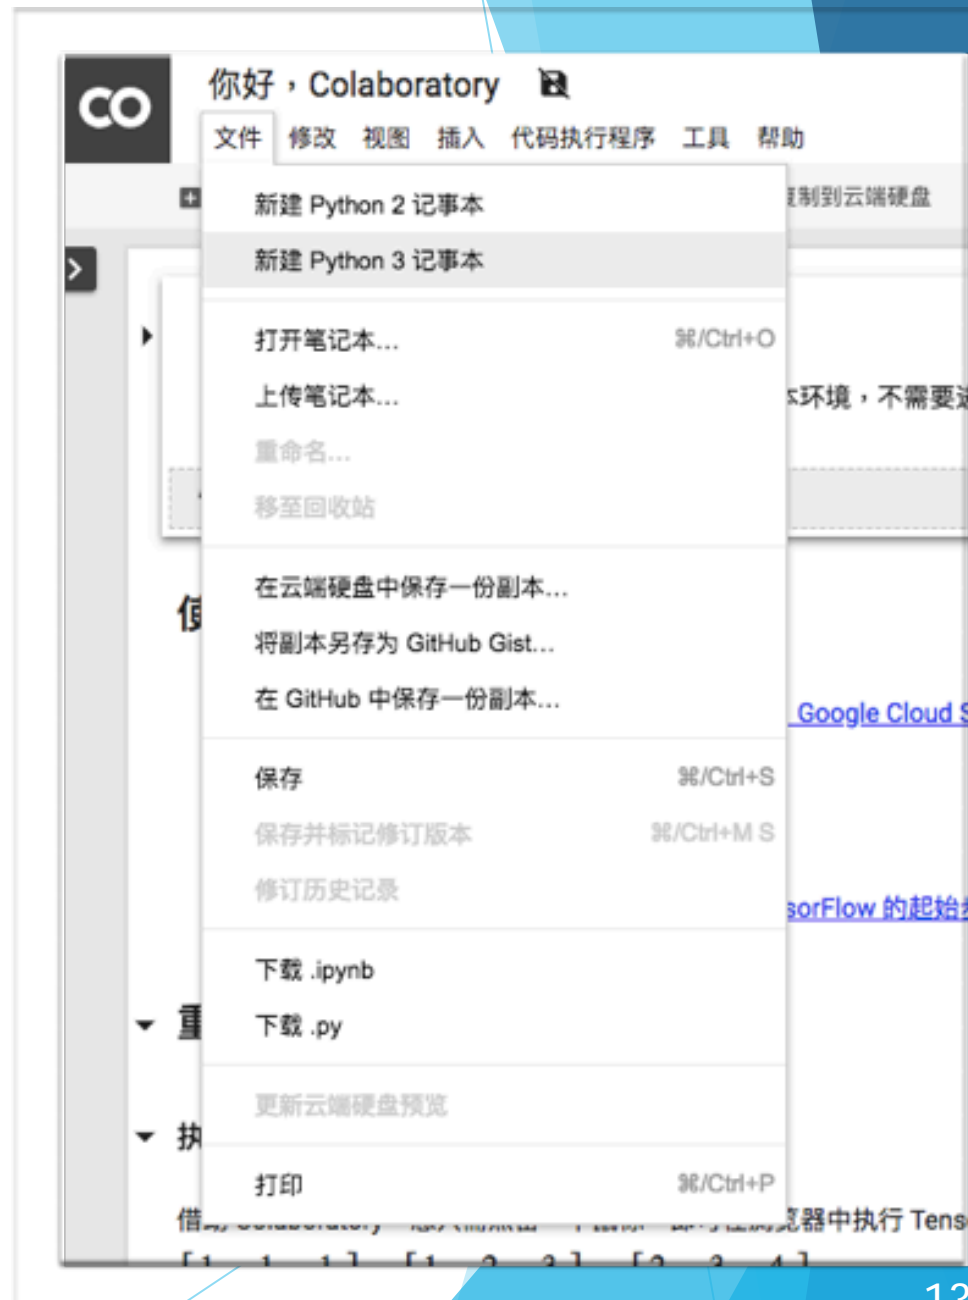 CO
你好，Colaboratory
文件 修改 视图 插入 代码执行程序 工具 帮助
制到云端硬盘
新建 Python 2 记事本
新建 Python 3 记事本
打开笔记本... ⌘/Ctrl+O
上传笔记本...
环境，不需要
重命名...
移至回收站
在云端硬盘中保存一份副本...
将副本另存为 GitHub Gist...
在 GitHub 中保存一份副本...
Google Cloud S
保存 ⌘/Ctrl+S
保存并标记修订版本 ⌘/Ctrl+M S
修订历史记录
sorFlow 的起始
下载 .ipynb
重
下载 .py
更新云端硬盘预览
执
打印 ⌘/Ctrl+P
借 器中执行 Tens